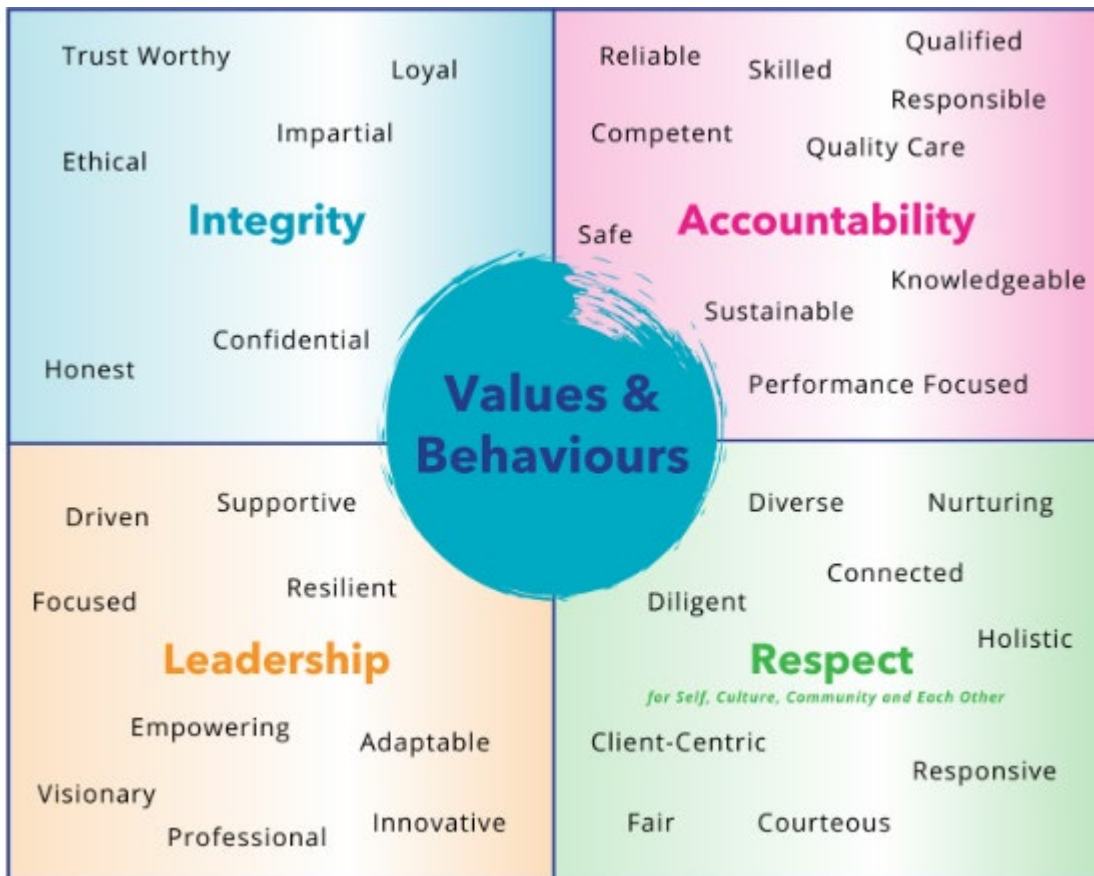 Trust Worthy
Loyal
Impartial
Ethical
Integrity
Confidential
Honest
Reliable
Skilled
Qualified
Responsible
Competent
Quality Care
Safe
Accountability
Knowledgeable
Sustainable
Performance Focused
Values &
Behaviours
Driven
Supportive
Focused
Resilient
Leadership
Empowering
Adaptable
Visionary
Professional
Innovative
Diverse
Nurturing
Connected
Diligent
Holistic
Respect
for Self, Culture, Community and Each Other
Client-Centric
Responsive
Fair
Courteous